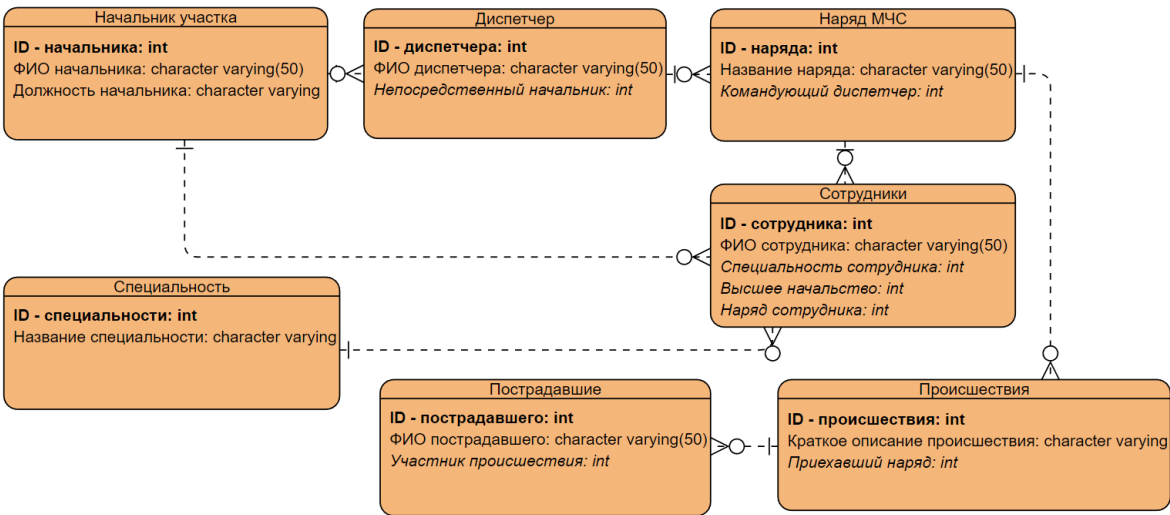 Начальник участка
ID - начальника: int
ФИО начальника: character varying(50)
Должность начальника: character varying
Диспетчер
ID - диспетчера: int
ФИО диспетчера: character varying(50)
Непосредственный начальник: int
Наряд МЧС
ID - наряда: int
Название наряда: character varying(50)
Командующий диспетчер: int
Сотрудники
ID - сотрудника: int
ФИО сотрудника: character varying(50)
Специальность сотрудника: int
Высшее начальство: int
Наряд сотрудника: int
Специальность
ID - специальности: int
Название специальности: character varying
Пострадавшие
ID - пострадавшего: int
ФИО пострадавшего: character varying(50)
Участник происшествия: int
Происшествия
ID - происшествия: int
Краткое описание происшествия: character varying
Приехавший наряд: int